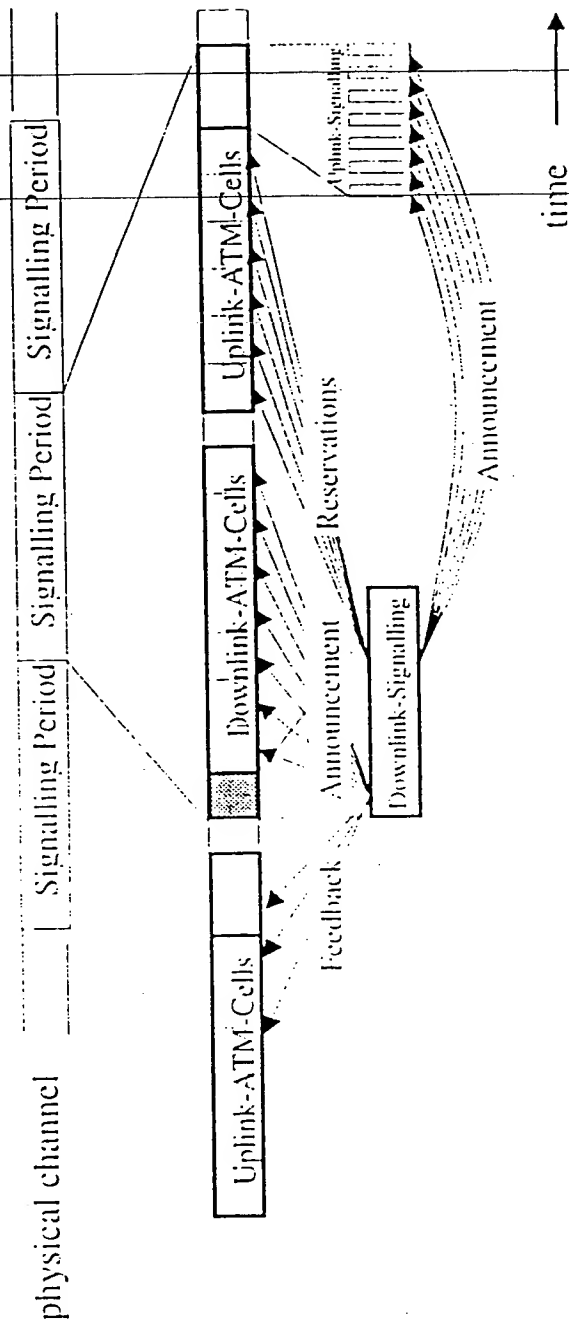 physical channel
Signalling Period
Signalling Period
Signalling Period
Uplink-ATM-Cells
Downlink-ATM-Cells
Uplink-ATM-Cells
Feedback
Announcement
Reservations
Uplink-Signalling
Downlink-Signalling
Announcement
time